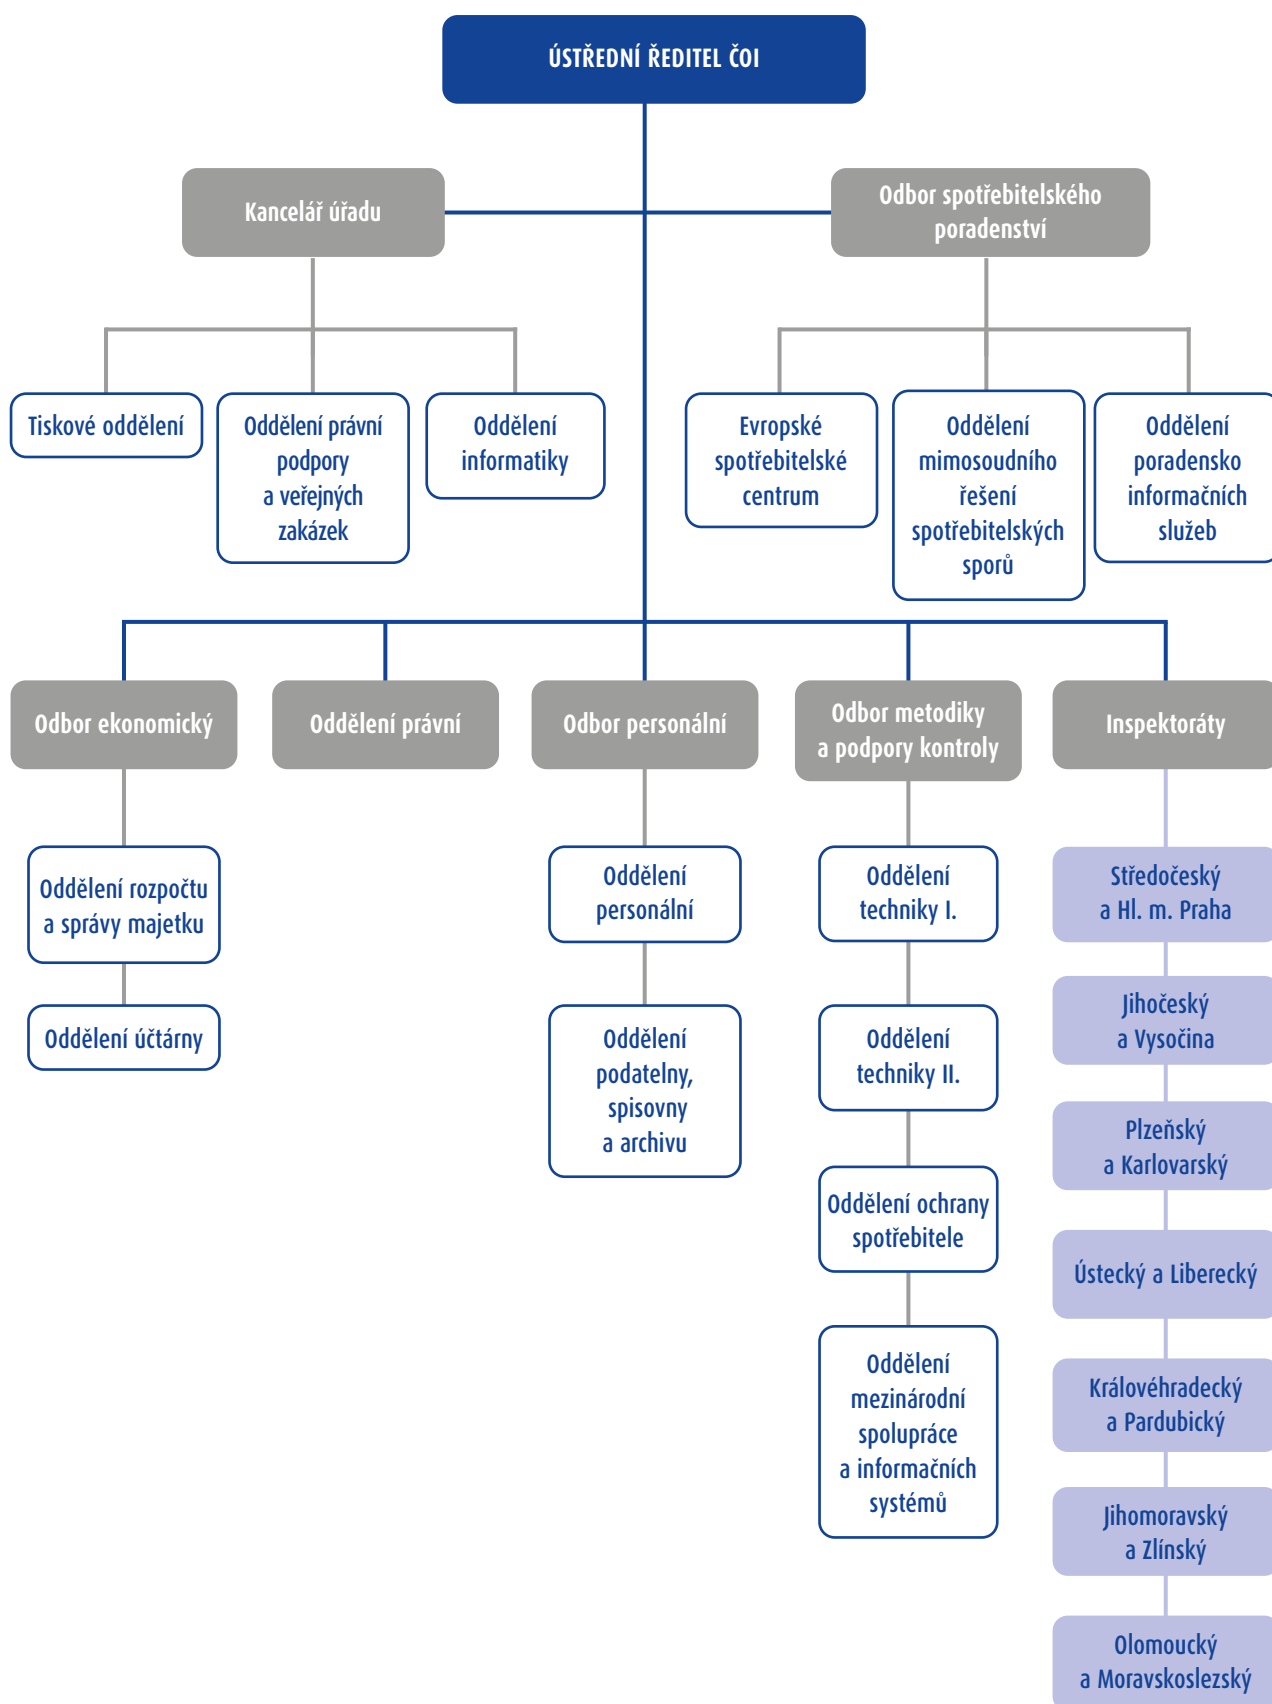 ÚSTŘEDNÍ ŘEDITEL ČOI
Kancelář úřadu
Odbor spotřebitelského
poradenství
Tiskové oddělení
Oddělení právní
podpory
a veřejných
zakázek
Oddělení
informatiky
Evropské
spotřebitelské
centrum
Oddělení
mimosoudního
řešení
spotřebitelských
sporů
Oddělení
poradensko
informačních
služeb
Odbor ekonomický
Oddělení právní
Odbor personální
Odbor metodiky
a podpory kontroly
Inspektoráty
Oddělení rozpočtu
a správy majetku
Oddělení účtárny
Oddělení
personální
Oddělení
podatelny,
spisovny
a archivu
Oddělení
techniky I.
Oddělení
techniky II.
Oddělení ochrany
spotřebitele
Oddělení
mezinárodní
spolupráce
a informačních
systémů
Středočeský
a Hl. m. Praha
Jihočeský
a Vysočina
Plzeňský
a Karlovarský
Ústecký a Liberecký
Královéhradecký
a Pardubický
Jihomoravský
a Zlínský
Olomoucký
a Moravskoslezský